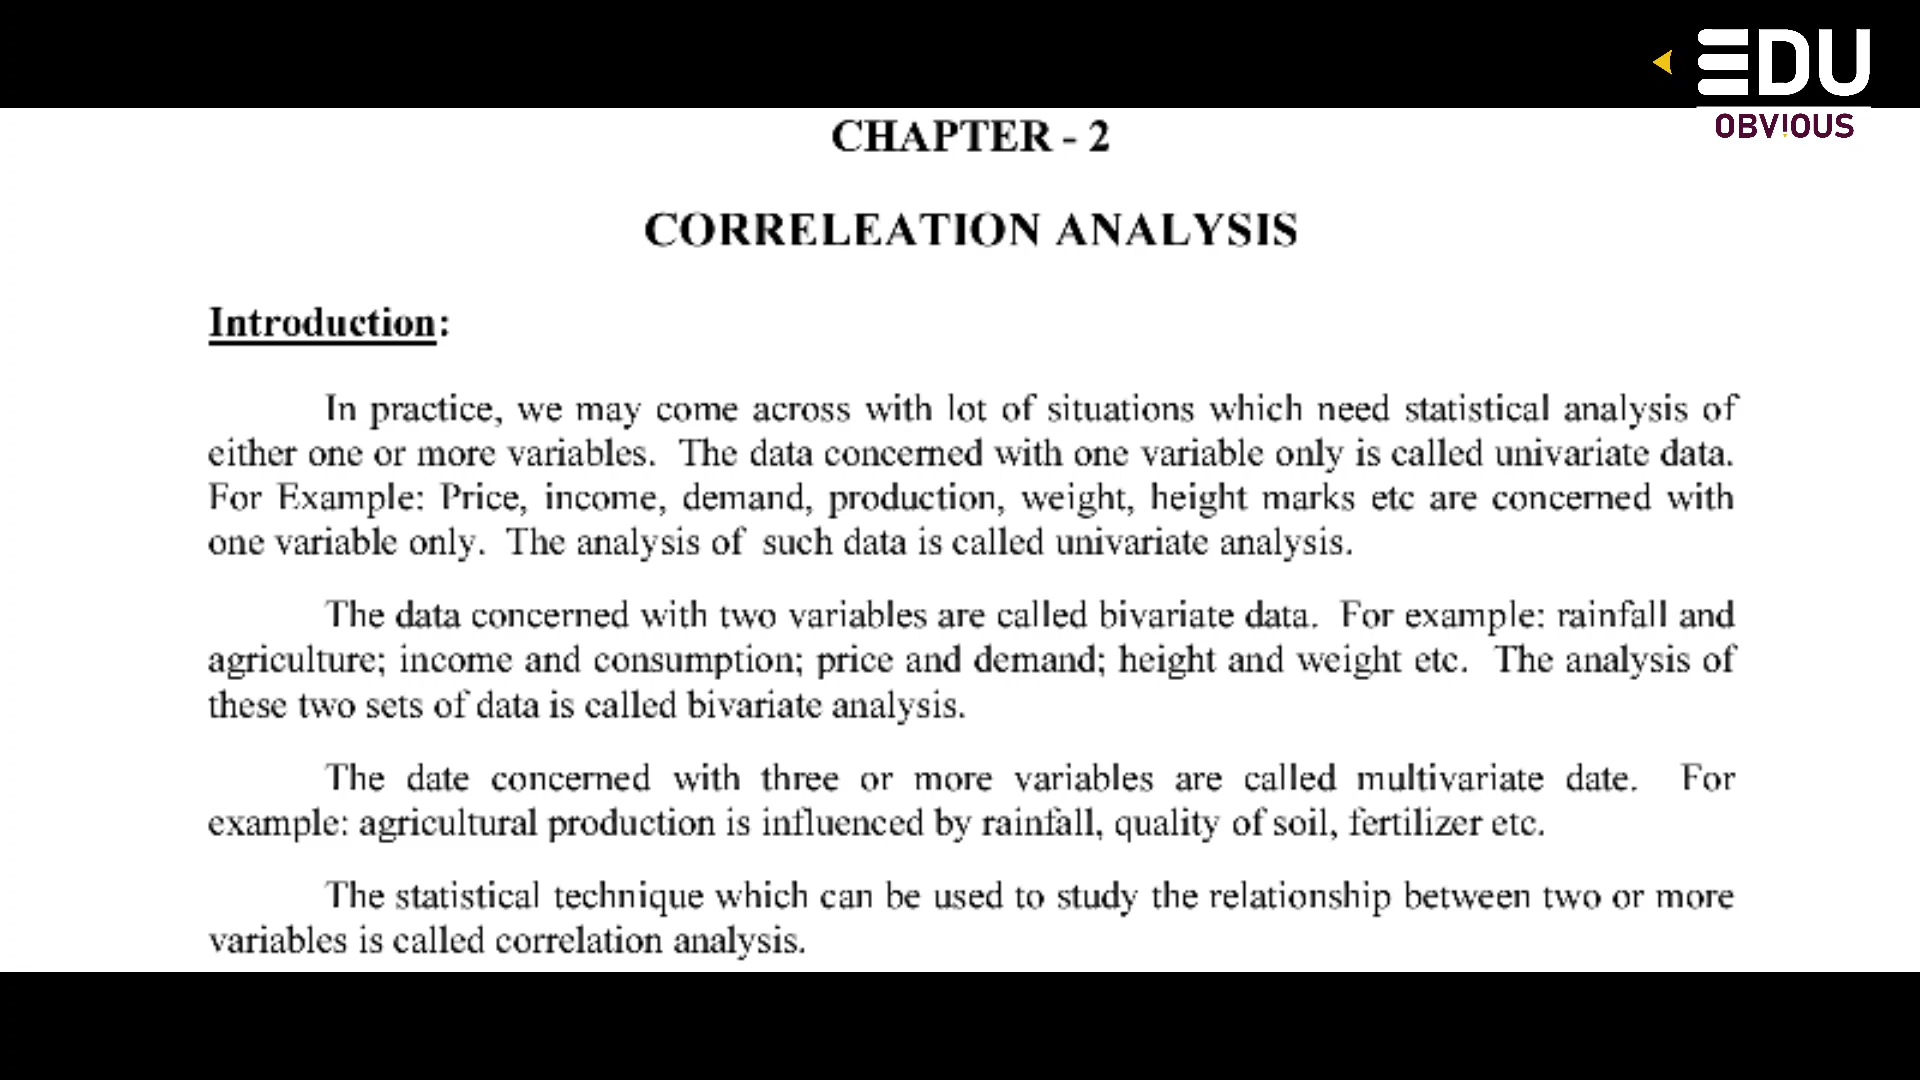 EDU
OBV!OUS
CHAPTER - 2
CORRELEATION ANALYSIS
Introduction:
In practice, we may come across with lot of situations which need statistical analysis of
either one or more variables. The data concerned with one variable only is called univariate data.
For Example: Price, income, demand, production, weight, height marks etc are concerned with
one variable only. The analysis of such data is called univariate analysis.
The data concerned with two variables are called bivariate data. For example: rainfall and
agriculture; income and consumption; price and demand; height and weight etc. The analysis of
these two sets of data is called bivariate analysis.
The date concerned with three or more variables are called multivariate date. For
example: agricultural production is influenced by rainfall, quality of soil, fertilizer etc.
The statistical technique which can be used to study the relationship between two or more
variables is called correlation analysis.